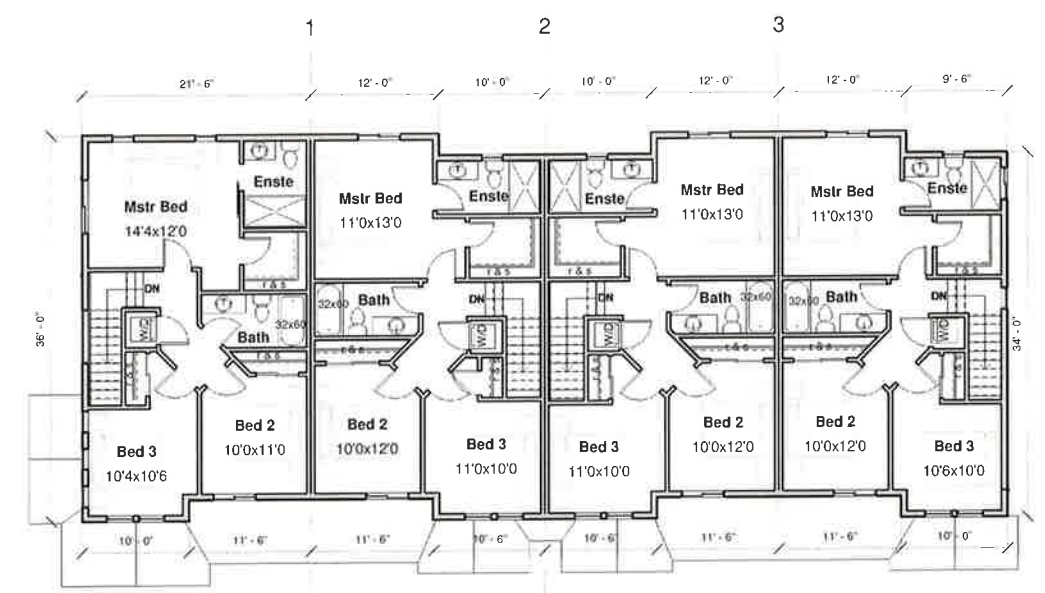 1 2 3
21' - 6" 12' - 0" 10' - 0" 10' - 0" 12' - 0" 12' - 0" 9' - 6"
36' - 0"
34' - 0"
Enste
Mstr Bed
14'4x12'0
r & s
DN
W/D
Bath
32x60
r & s
Bed 3
10'4x10'6
Bed 2
10'0x11'0
Mstr Bed
11'0x13'0
Enste
r & s
32x60
Bath
DN
W/D
r & s
Bed 2
10'0x12'0
Bed 3
11'0x10'0
Enste
Mstr Bed
11'0x13'0
r & s
DN
W/D
Bath
32x60
r & s
Bed 3
11'0x10'0
Bed 2
10'0x12'0
Mstr Bed
11'0x13'0
Enste
r & s
32x60
Bath
DN
W/D
r & s
Bed 2
10'0x12'0
Bed 3
10'6x10'0
10' - 0" 11' - 6" 11' - 6" 10' - 6" 10' - 6" 11' - 6" 11' - 6" 10' - 0"